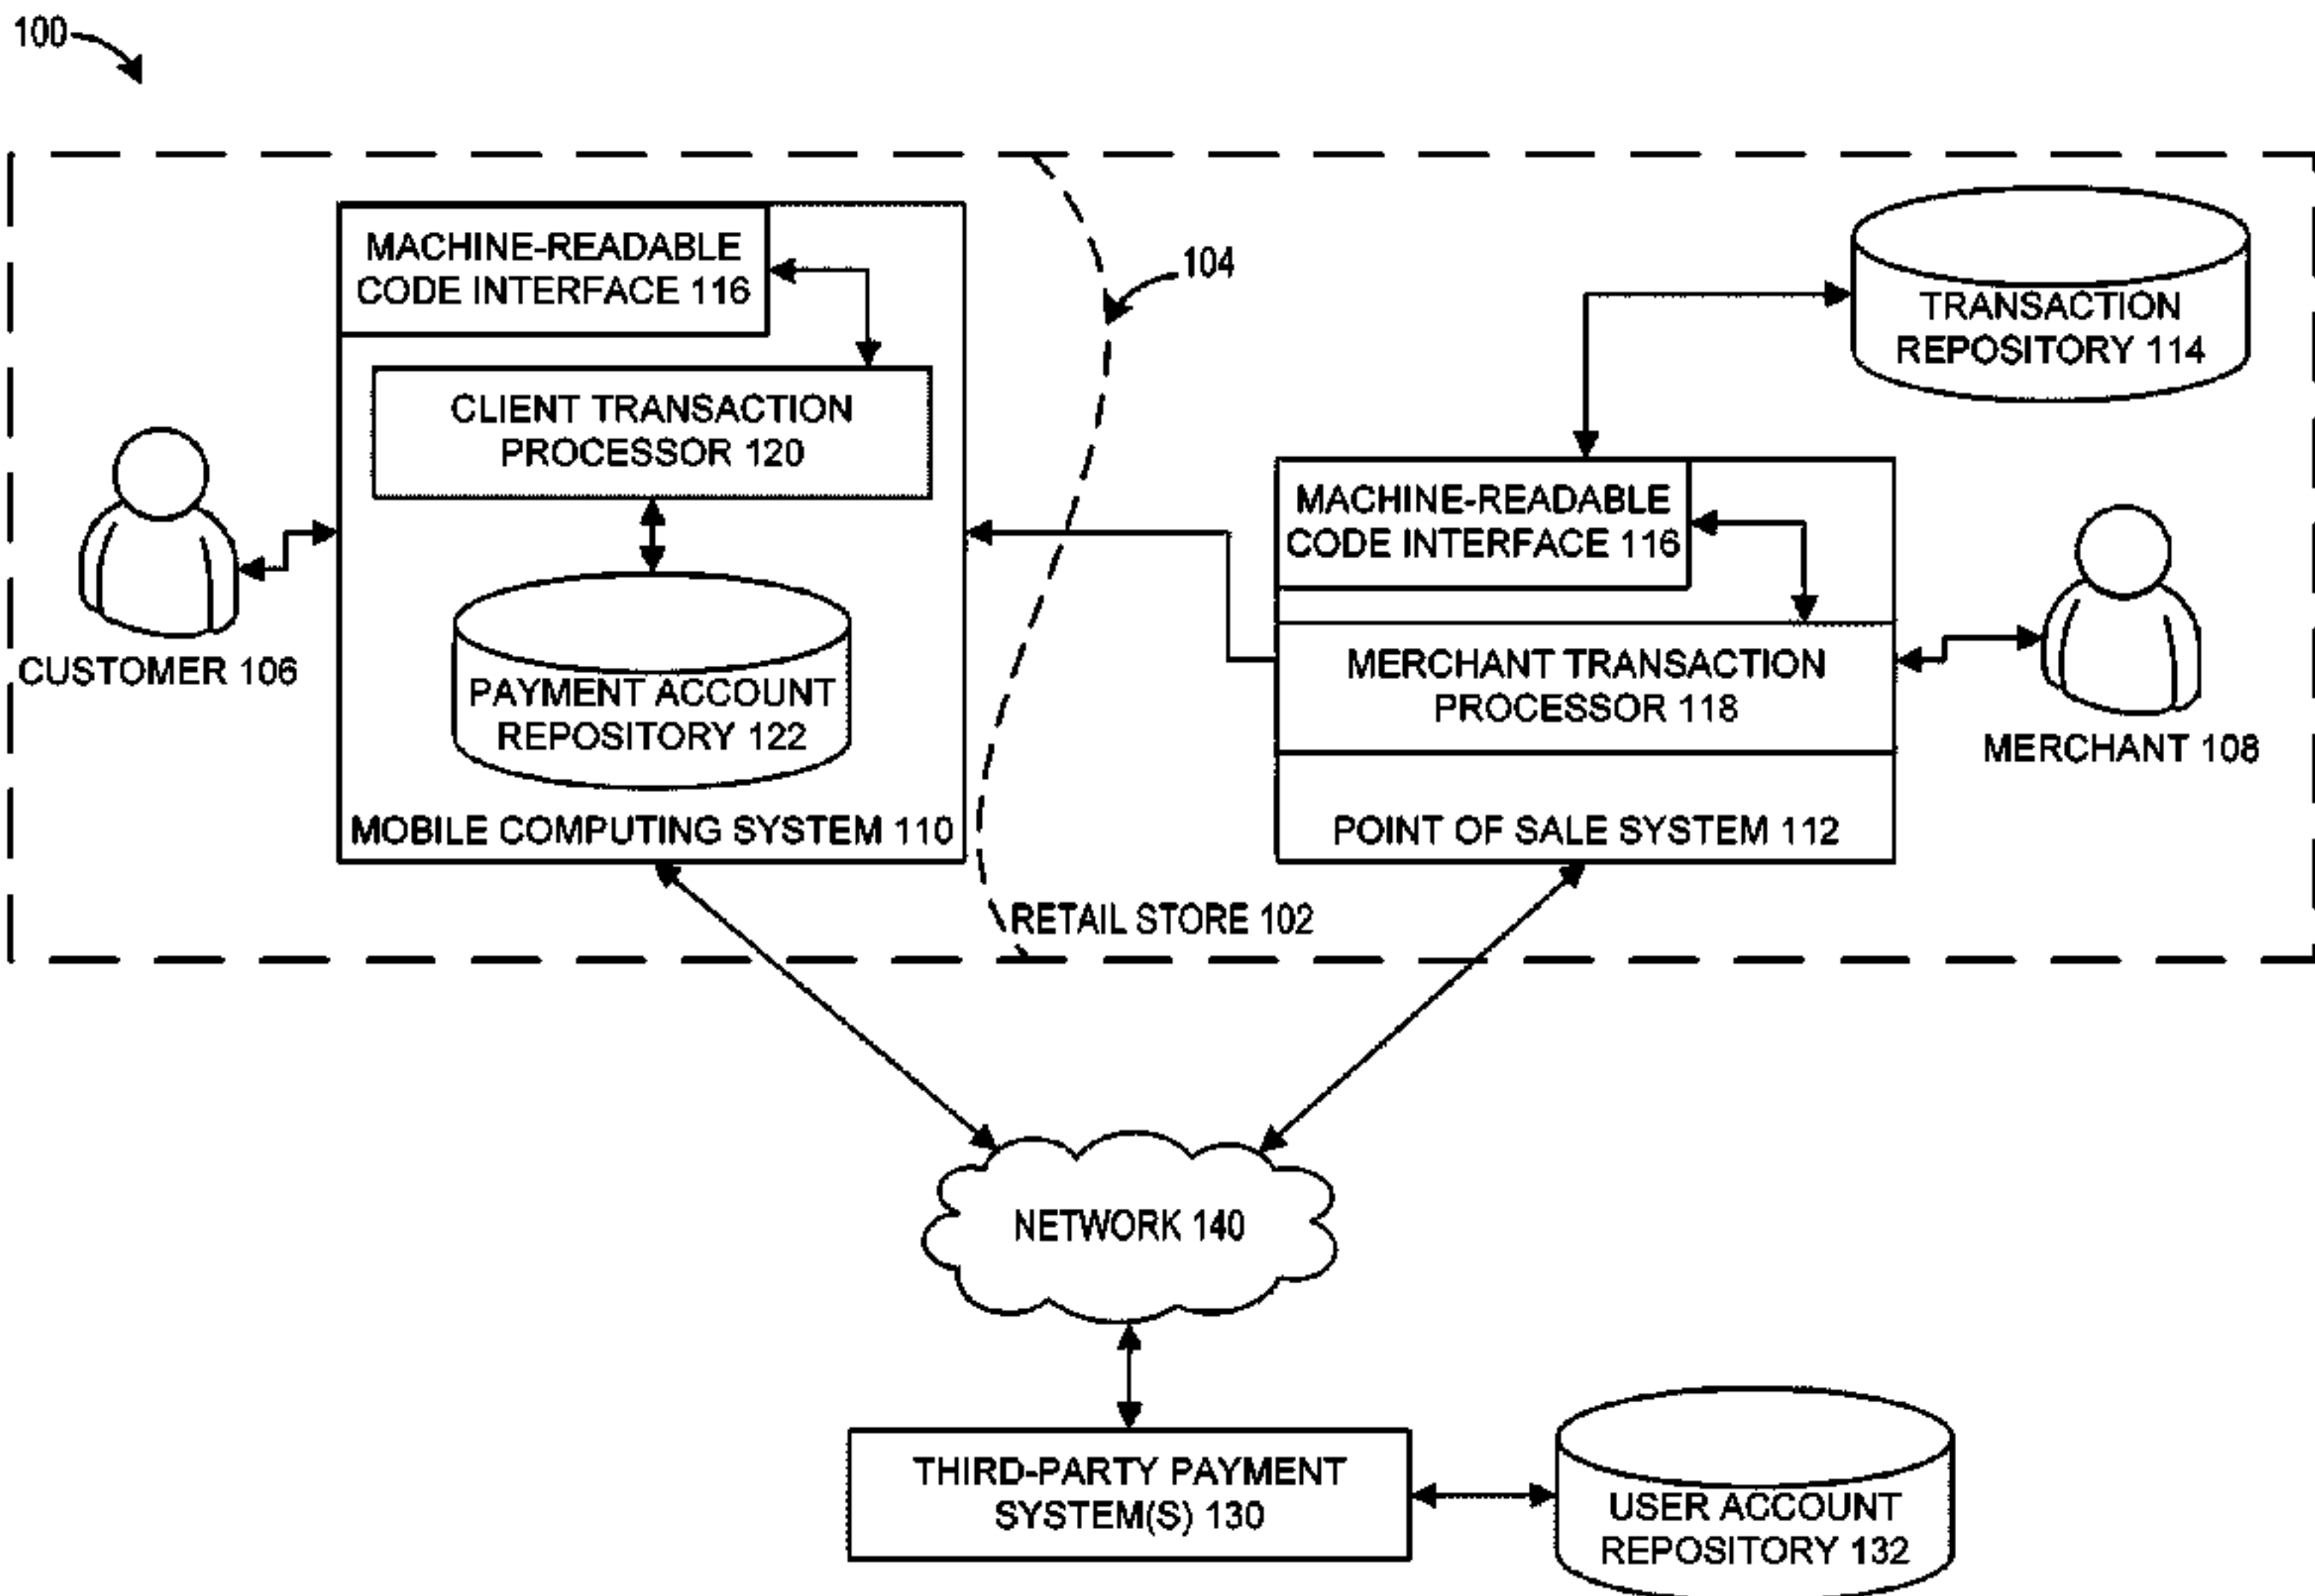 100
MACHINE-READABLE
CODE INTERFACE 116
CLIENT TRANSACTION
PROCESSOR 120
PAYMENT ACCOUNT
REPOSITORY 122
MOBILE COMPUTING SYSTEM 110
CUSTOMER 106
104
TRANSACTION
REPOSITORY 114
MACHINE-READABLE
CODE INTERFACE 116
MERCHANT TRANSACTION
PROCESSOR 118
POINT OF SALE SYSTEM 112
MERCHANT 108
RETAIL STORE 102
NETWORK 140
THIRD-PARTY PAYMENT
SYSTEM(S) 130
USER ACCOUNT
REPOSITORY 132